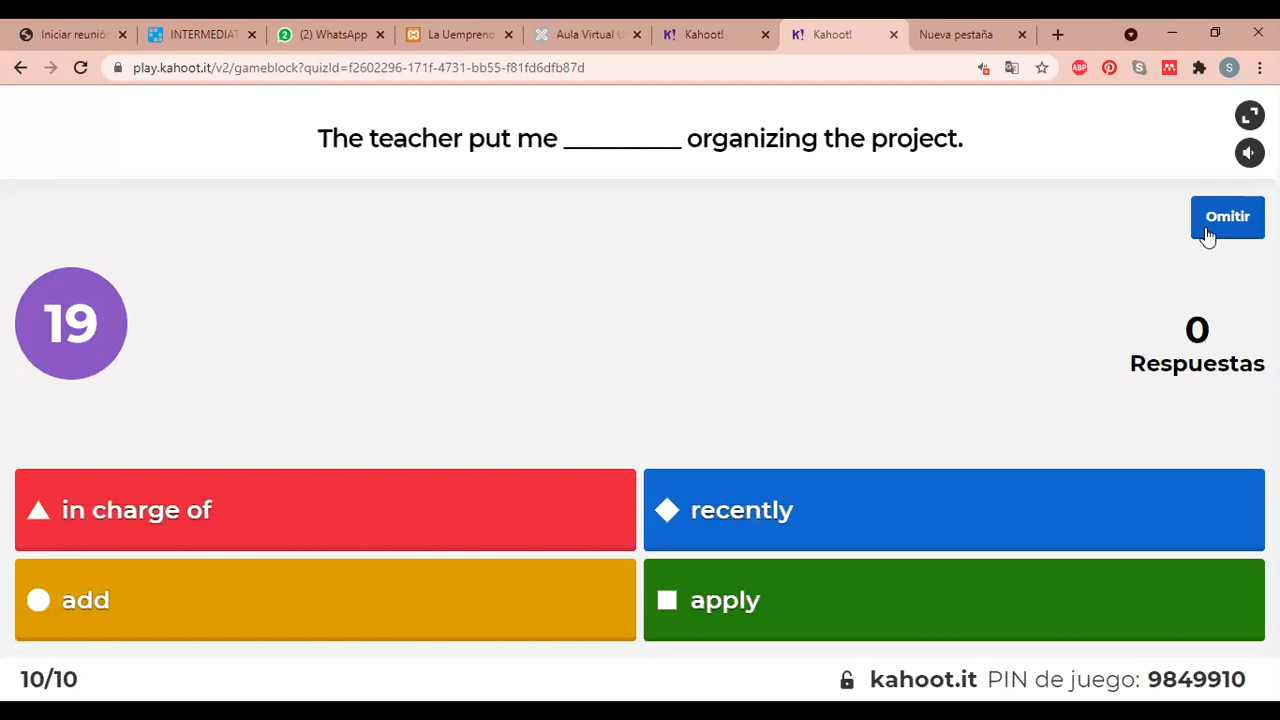 Iniciar reunión
INTERMEDIAT
(2) WhatsApp
La Uemprend
Aula Virtual U
Kahoot!
Kahoot!
Nueva pestaña
play.kahoot.it/v2/gameblock?quizId=f2602296-171f-4731-bb55-f81fd6dfb87d
ABP
S
The teacher put me _________ organizing the project.
Omitir
19
0
Respuestas
in charge of
recently
add
apply
10/10
kahoot.it PIN de juego: 9849910